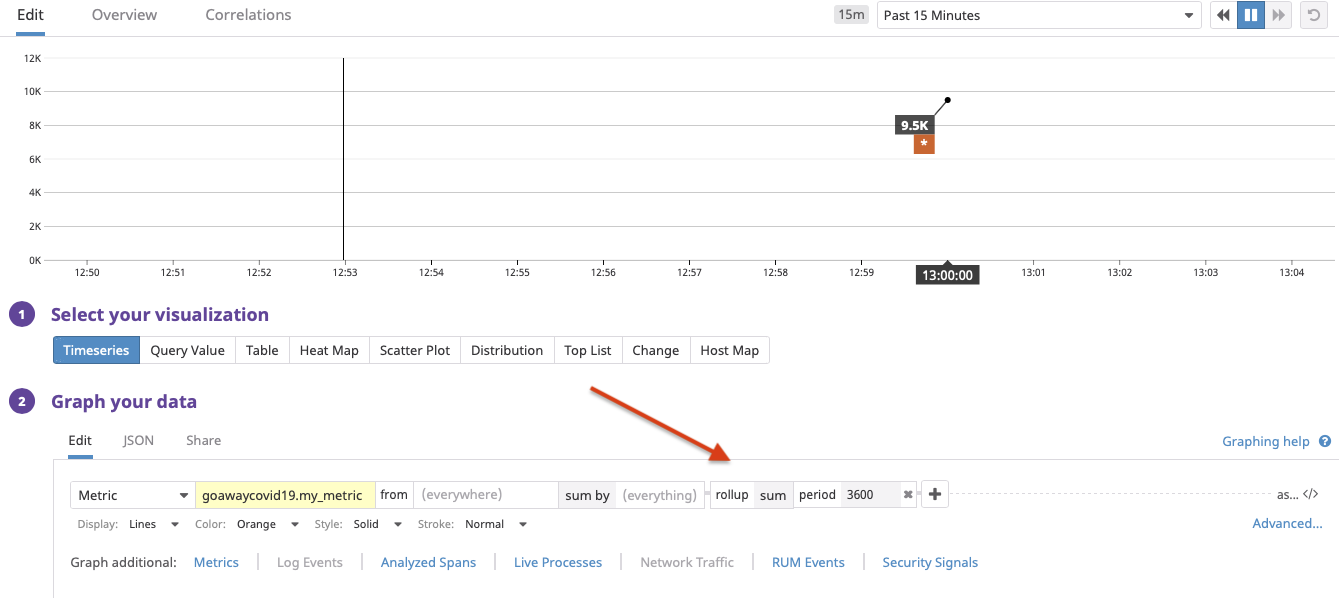 Edit Overview Correlations 15m Past 15 Minutes
12K
10K
8K
9.5K
*
6K
4K
2K
0K
12:50 12:51 12:52 12:53 12:54 12:55 12:56 12:57 12:58 12:59 13:00:00 13:01 13:02 13:03 13:04
1 Select your visualization
Timeseries Query Value Table Heat Map Scatter Plot Distribution Top List Change Host Map
2 Graph your data
Edit JSON Share Graphing help ?
Metric goawaycovid19.my_metric from (everywhere) sum by (everything) rollup sum period 3600 as... </>
Display: Lines Color: Orange Style: Solid Stroke: Normal Advanced...
Graph additional: Metrics Log Events Analyzed Spans Live Processes Network Traffic RUM Events Security Signals